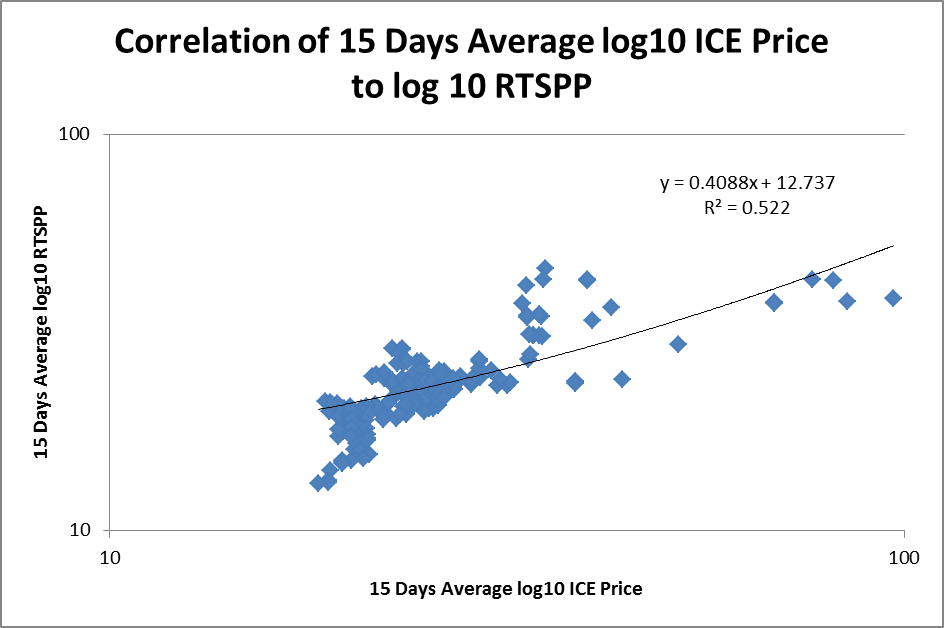 Correlation of 15 Days Average log10 ICE Price
to log 10 RTSPP
100
y = 0.4088x + 12.737
R² = 0.522
15 Days Average log10 RTSPP
10
10
100
15 Days Average log10 ICE Price